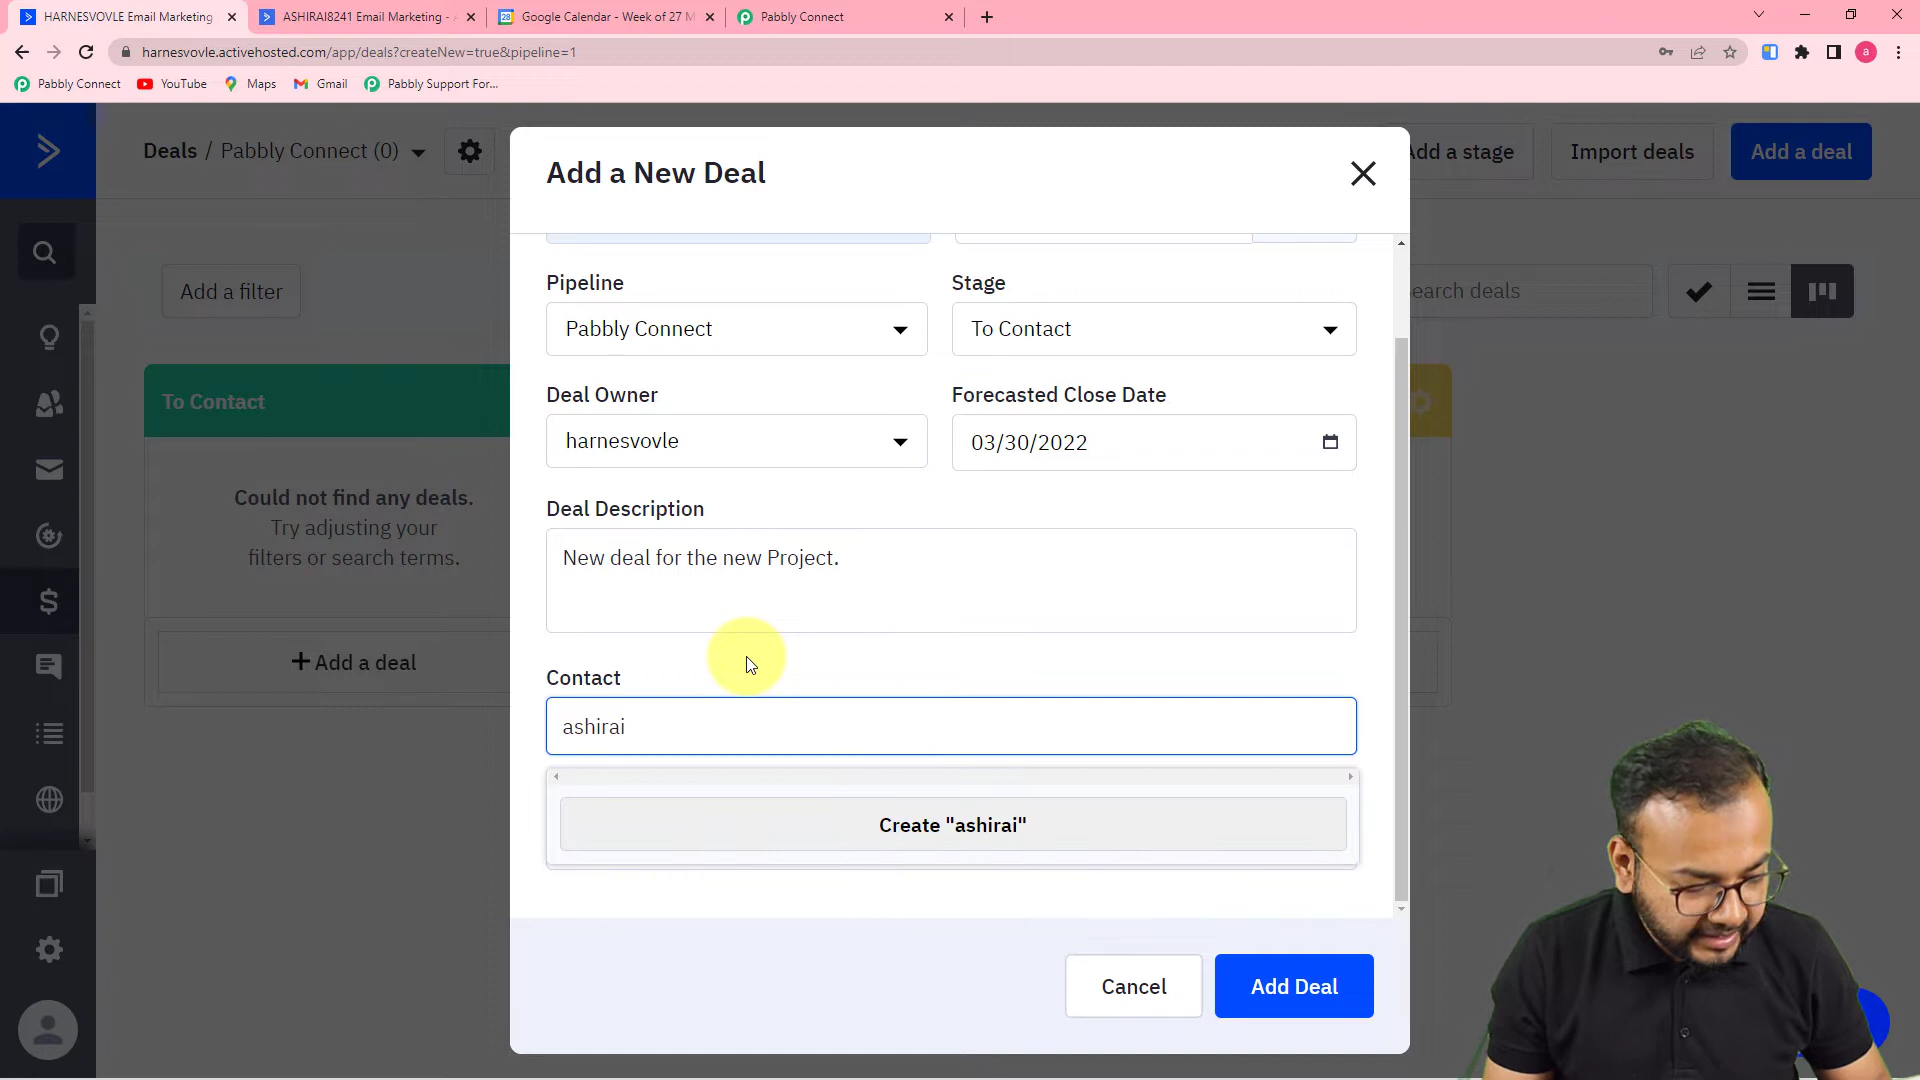 HARNESVOVLE Email Marketing
ASHIRAI8241 Email Marketing - A
Google Calendar - Week of 27 M
Pabbly Connect
harnesvovle.activehosted.com/app/deals?createNew=true&pipeline=1
a
Pabbly Connect
YouTube
Maps
Gmail
Pabbly Support For...
Deals / Pabbly Connect (0)
Add a stage
Import deals
Add a deal
Add a New Deal
Add a filter
Search deals
Pipeline
Stage
Pabbly Connect
To Contact
To Contact
Deal Owner
Forecasted Close Date
harnesvovle
03/30/2022
Could not find any deals.
Try adjusting your
filters or search terms.
Deal Description
New deal for the new Project.
+ Add a deal
Contact
ashirai
Create "ashirai"
Cancel
Add Deal